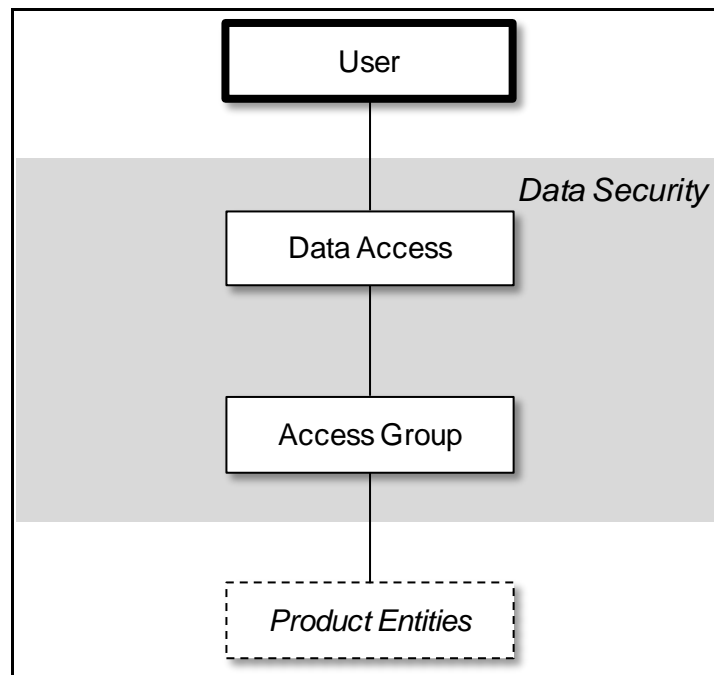 User
Data Security
Data Access
Access Group
Product Entities